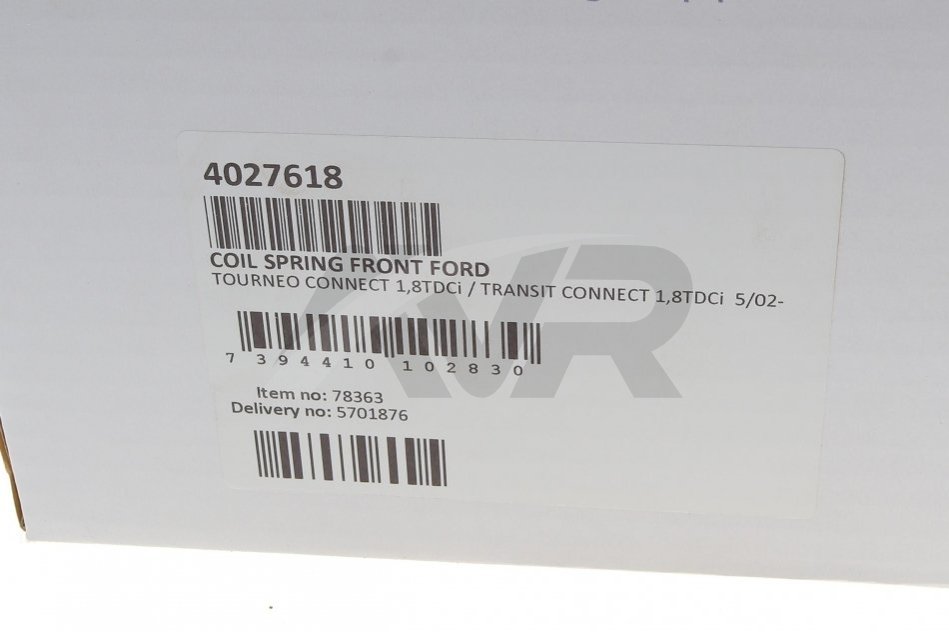 4027618
COIL SPRING FRONT FORD
TOURNEO CONNECT 1,8TDCi / TRANSIT CONNECT 1,8TDCi 5/02-
7 394410 102830
Item no: 78363
Delivery no: 5701876